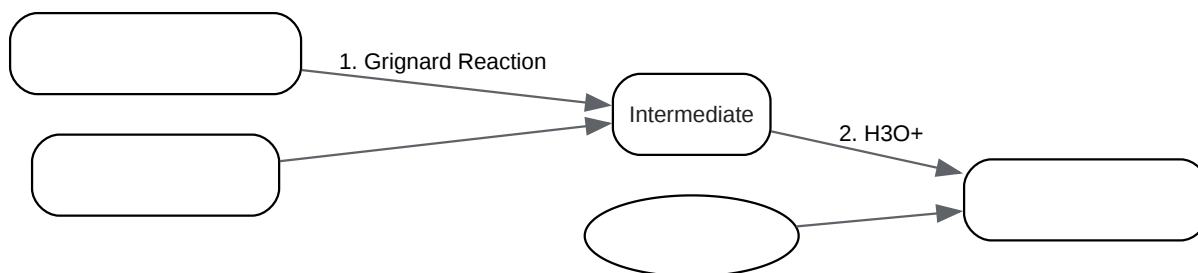 1. Grignard Reaction
Intermediate
2. H3O+